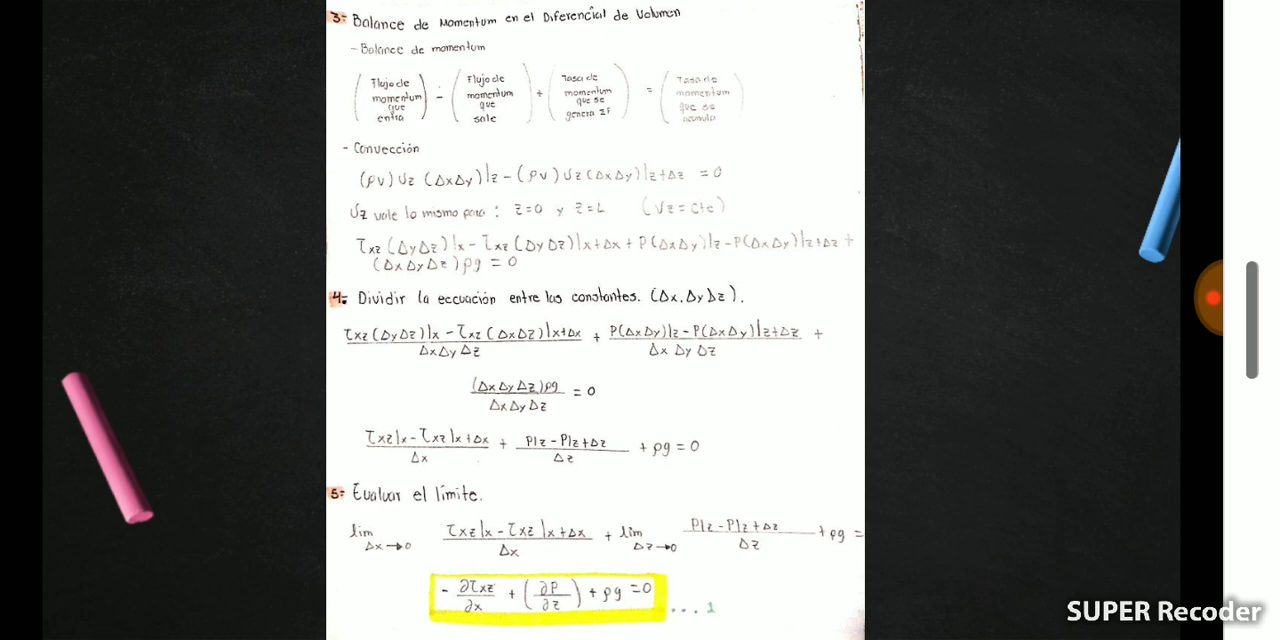 3.- Balance de Momentum en el Diferencial de Volumen
- Balance de momentum
(Flujo de momentum que entra) - (Flujo de momentum que sale) + (Tasa de momentum que se genera ΣF) = (Tasa de momentum que se acumula)
- Convección
(ρv) Uz (ΔxΔy)|z - (ρv) Uz (ΔxΔy)|z+Δz = 0
Uz vale lo mismo para: z=0 y z=L (Uz = Cte)
τxz (ΔyΔz)|x - τxz (ΔyΔz)|x+Δx + P(ΔxΔy)|z - P(ΔxΔy)|z+Δz +
(ΔxΔyΔz) ρg = 0
4.- Dividir la eccuación entre las constantes. (Δx.ΔyΔz).
τxz (ΔyΔz)|x - τxz (ΔxΔz)|x+Δx / ΔxΔyΔz + P(ΔxΔy)|z - P(ΔxΔy)|z+Δz / Δx Δy Δz +
(ΔxΔyΔz)ρg / ΔxΔyΔz = 0
τxz|x - τxz|x+Δx / Δx + P|z - P|z+Δz / Δz + ρg = 0
5.- Evaluar el límite.
lim Δx→0 τxz|x - τxz|x+Δx / Δx + lim Δz→0 P|z - P|z+Δz / Δz + ρg =
- ∂τxz/∂x + (∂P/∂z) + ρg = 0 ... 1
SUPER Recoder